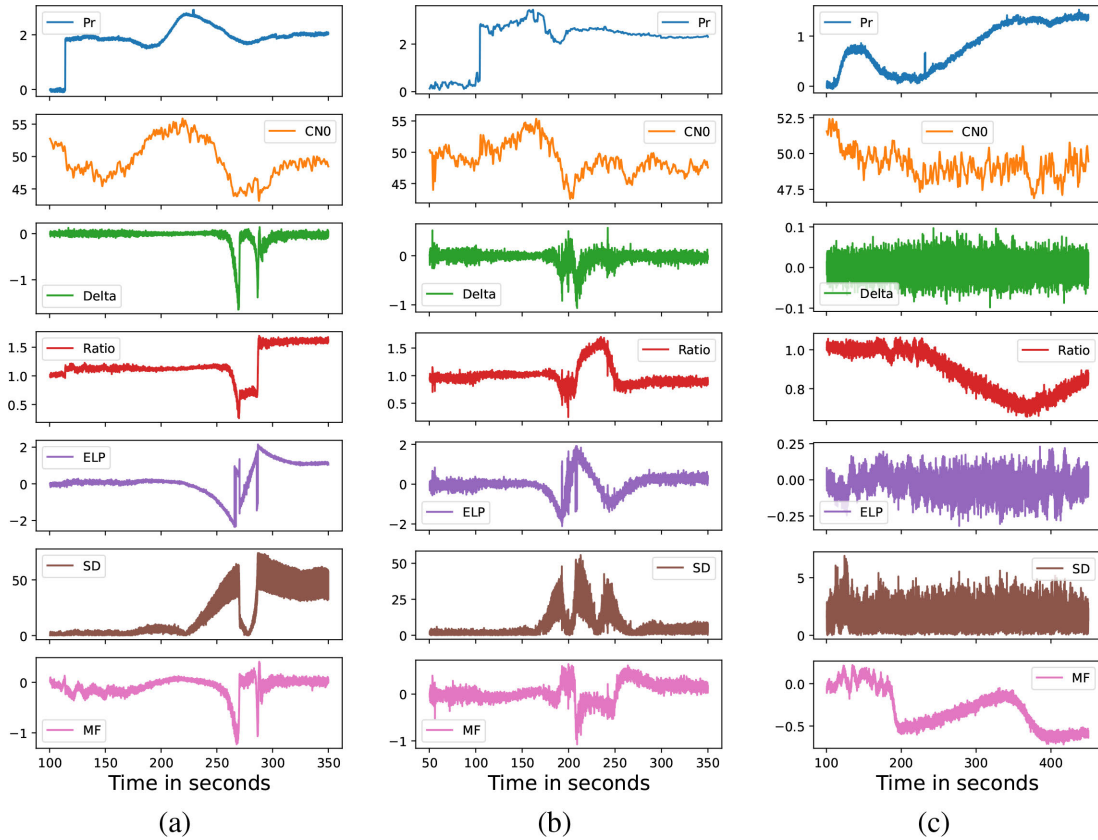 Pr
2
0
CN0
55
50
45
0
−1
Delta
Ratio
1.5
1.0
0.5
ELP
2
0
−2
SD
50
0
0
−1
MF
100 150 200 250 300 350
Time in seconds
(a)
Pr
2
0
CN0
55
50
45
0
−1
Delta
Ratio
1.5
1.0
0.5
2
0
−2
ELP
SD
50
25
0
0
−1
MF
50 100 150 200 250 300 350
Time in seconds
(b)
Pr
1
0
CN0
52.5
50.0
47.5
0.1
0.0
−0.1
Delta
Ratio
1.0
0.8
0.25
0.00
−0.25
ELP
SD
5
0
MF
0.0
−0.5
100 200 300 400
Time in seconds
(c)